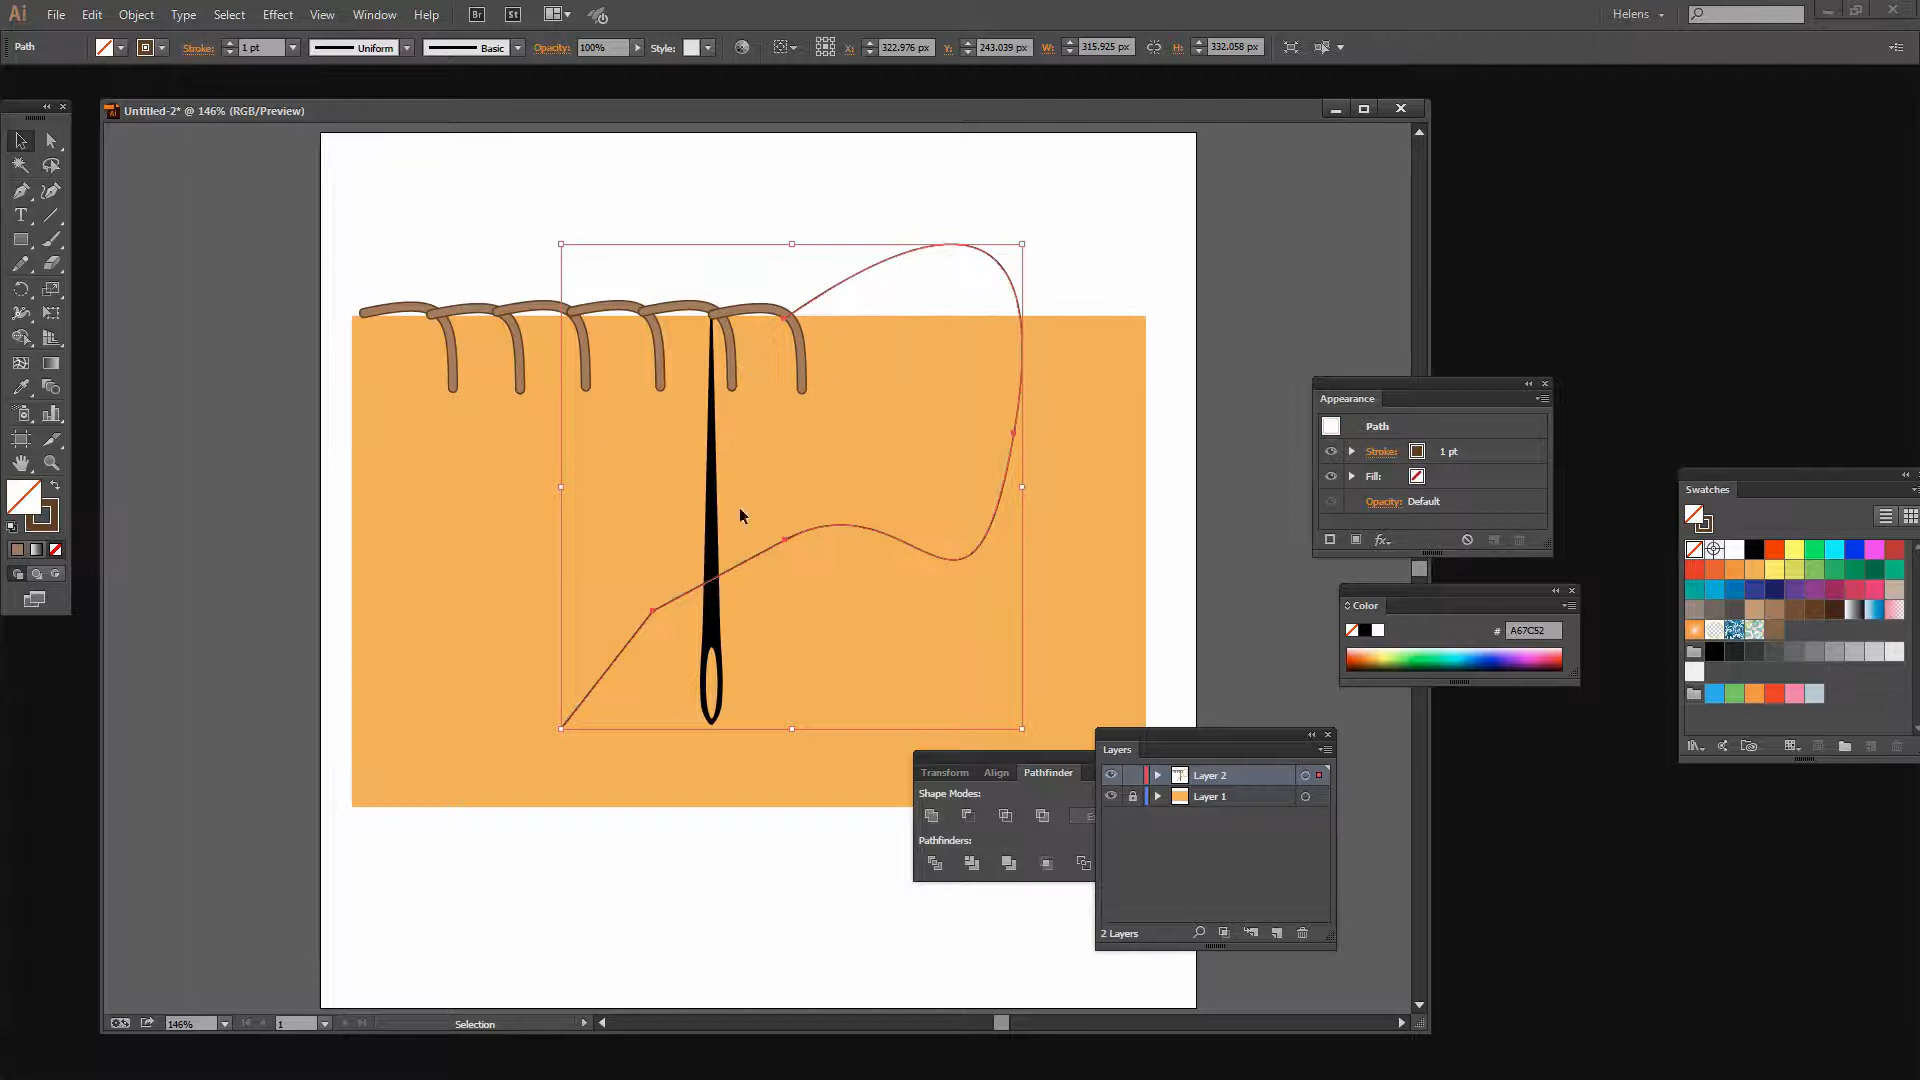 Ai File Edit Object Type Select Effect View Window Help Br St Helens
Path Stroke: 1 pt Uniform Basic Opacity: 100% Style: X: 322.976 px Y: 243.039 px W: 315.925 px H: 332.058 px
Untitled-2* @ 146% (RGB/Preview)
Appearance
Path
Stroke: 1 pt
Fill:
Opacity: Default
fx
Swatches
Color
# A67C52
Layers
Layer 2
Layer 1
2 Layers
Transform Align Pathfinder
Shape Modes:
Pathfinders:
146% 1 Selection